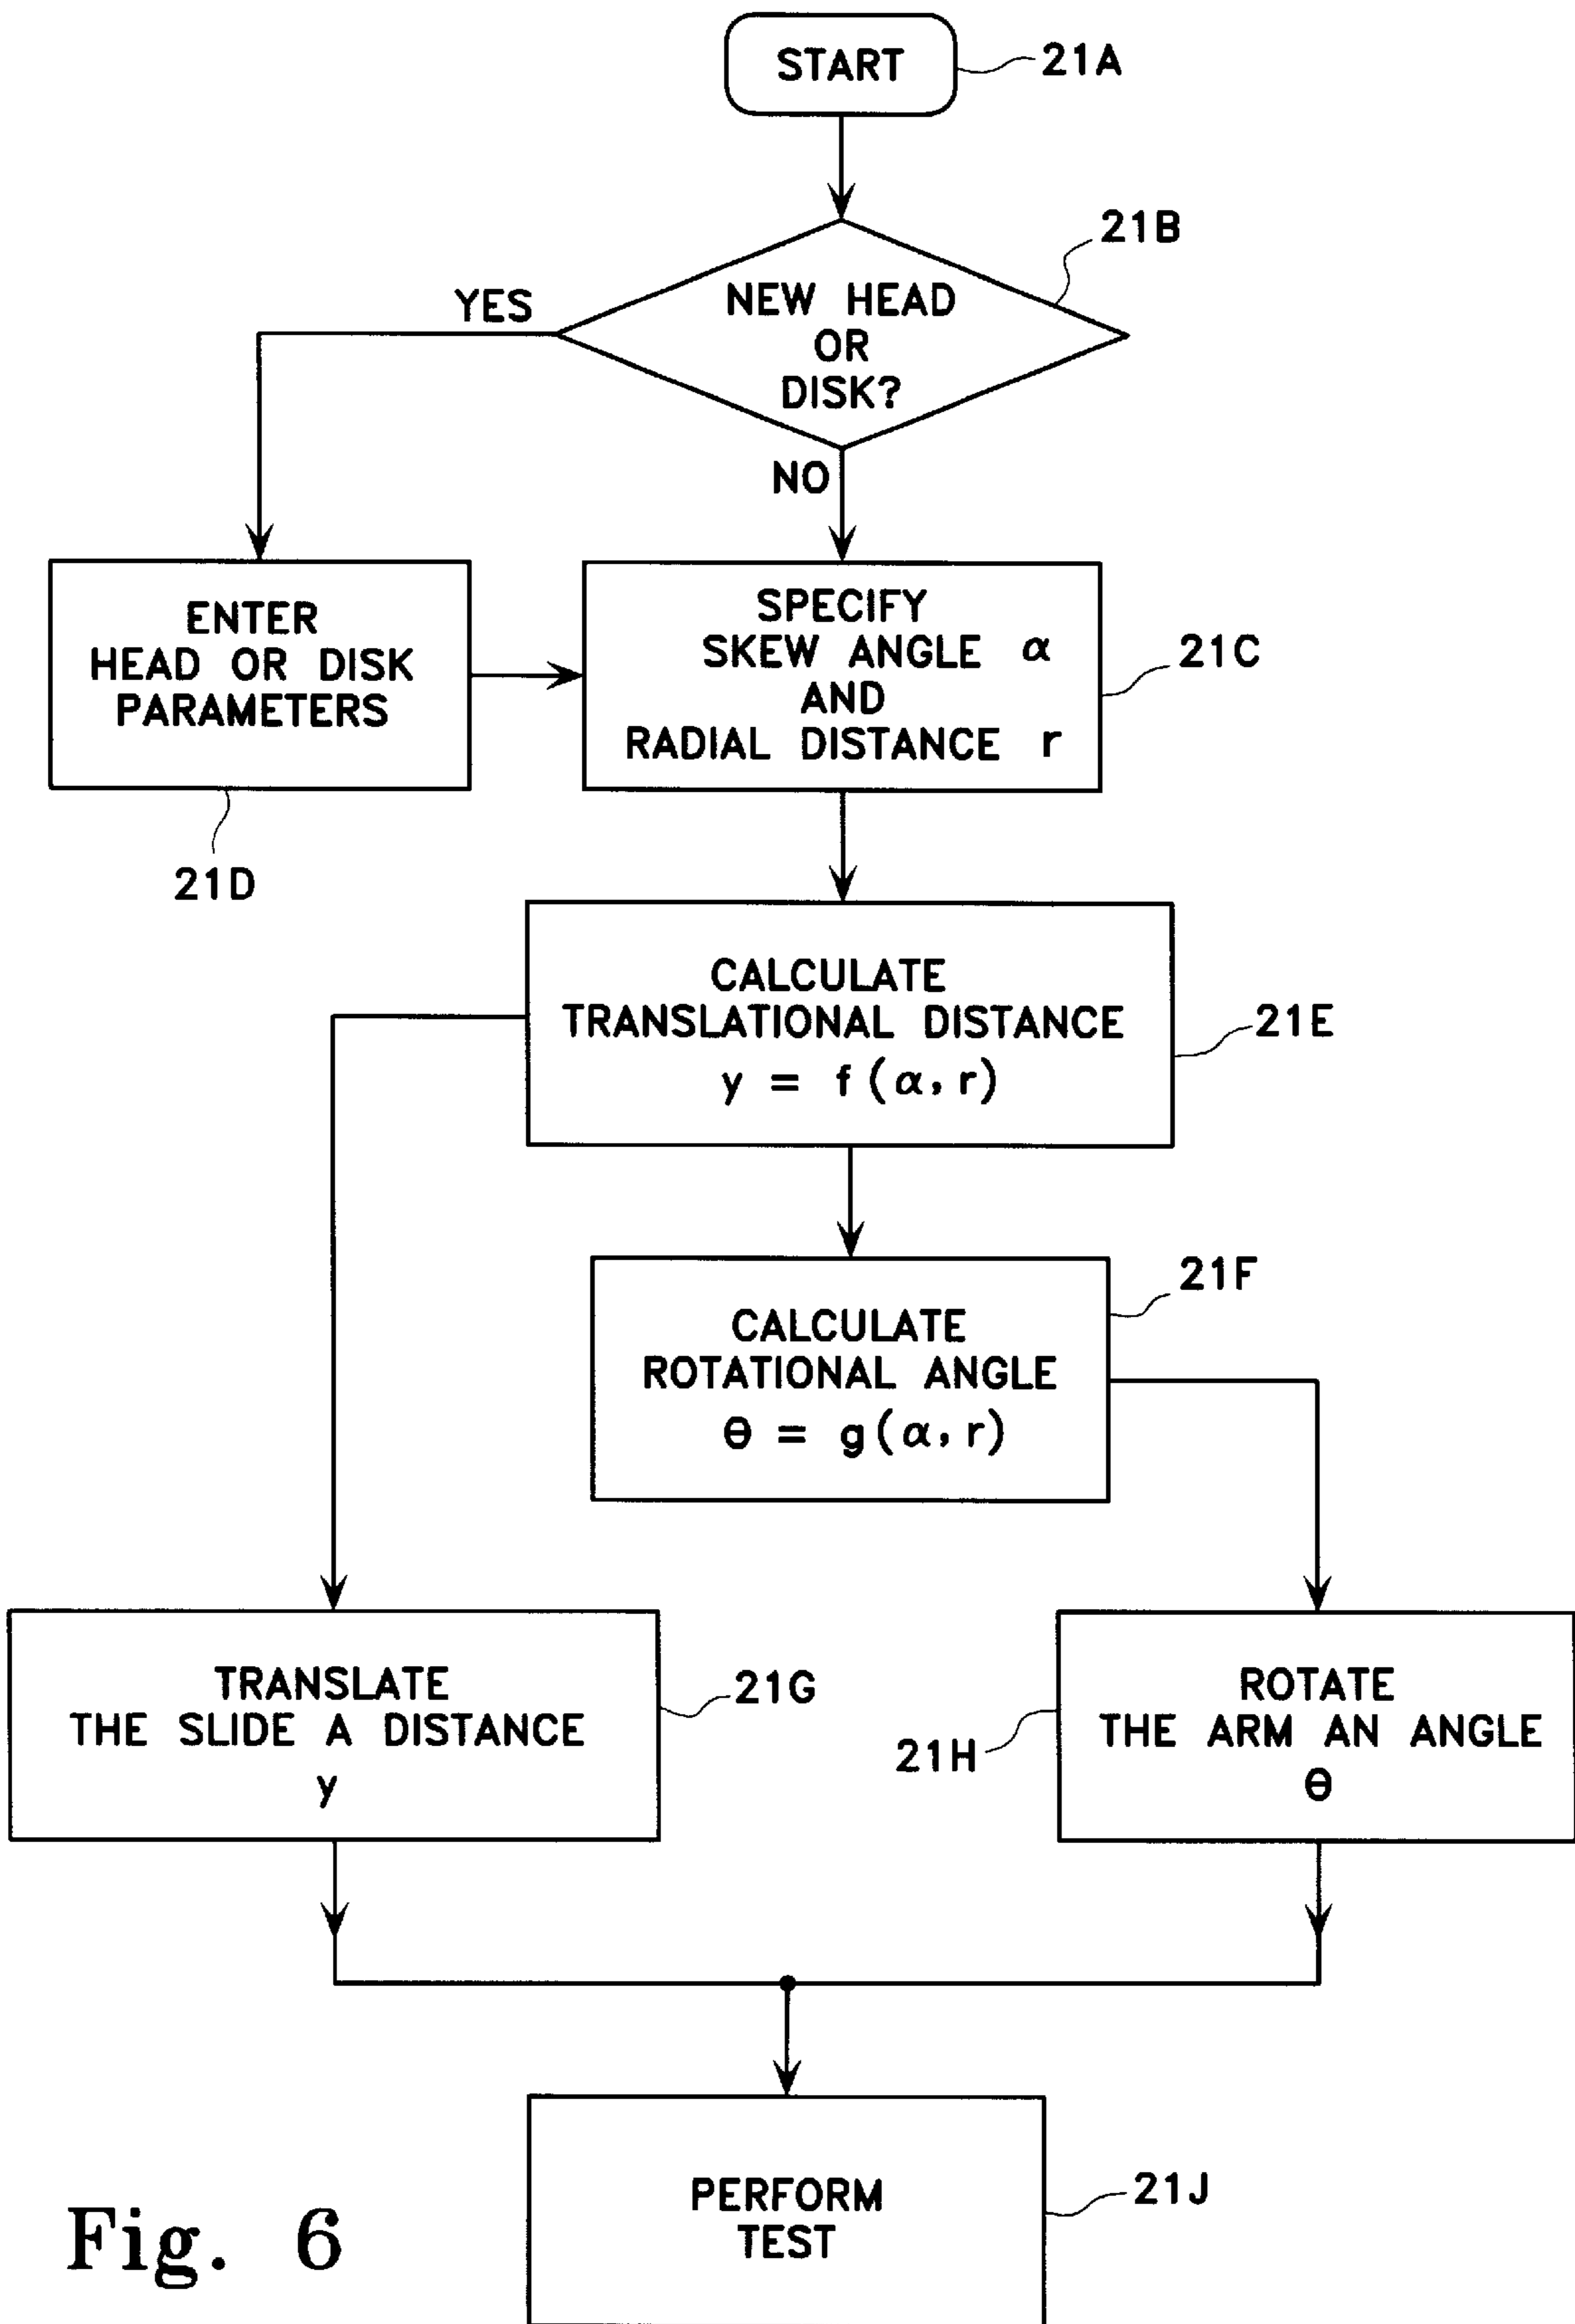 START
21A
21B
YES
NEW HEAD
OR
DISK?
NO
ENTER
HEAD OR DISK
PARAMETERS
21D
SPECIFY
SKEW ANGLE α
AND
RADIAL DISTANCE r
21C
CALCULATE
TRANSLATIONAL DISTANCE
y = f(α, r)
21E
CALCULATE
ROTATIONAL ANGLE
θ = g(α, r)
21F
TRANSLATE
THE SLIDE A DISTANCE
y
21G
21H
ROTATE
THE ARM AN ANGLE
θ
PERFORM
TEST
21J
Fig. 6